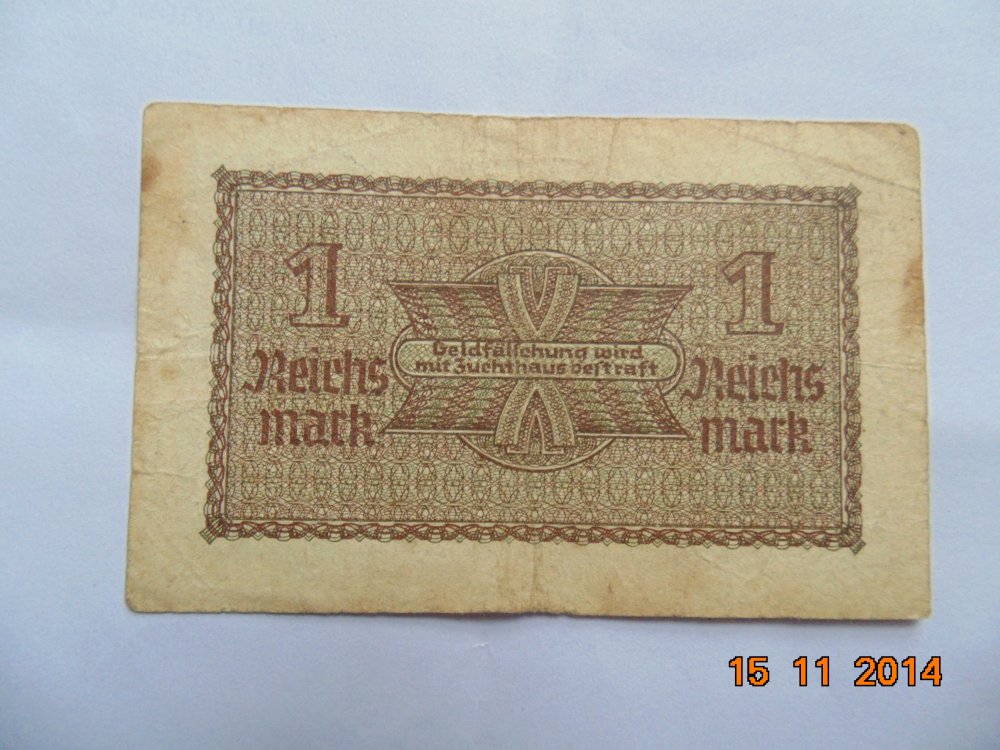 1
Reichs
mark
Geldfälschung wird
mit Zuchthaus bestraft
1
Reichs
mark
15 11 2014